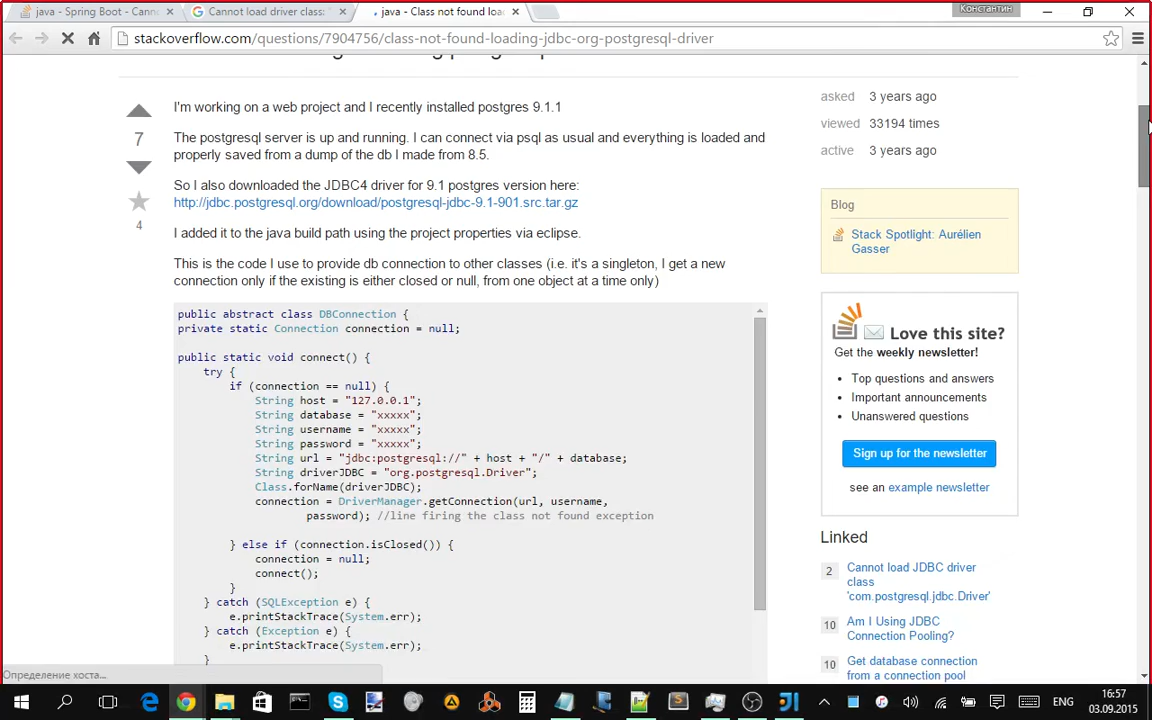 java - Spring Boot - Canno
Cannot load driver class:
java - Class not found loa
Константин
stackoverflow.com/questions/7904756/class-not-found-loading-jdbc-org-postgresql-driver
7
4
I'm working on a web project and I recently installed postgres 9.1.1
The postgresql server is up and running. I can connect via psql as usual and everything is loaded and
properly saved from a dump of the db I made from 8.5.
So I also downloaded the JDBC4 driver for 9.1 postgres version here:
http://jdbc.postgresql.org/download/postgresql-jdbc-9.1-901.src.tar.gz
I added it to the java build path using the project properties via eclipse.
This is the code I use to provide db connection to other classes (i.e. it's a singleton, I get a new
connection only if the existing is either closed or null, from one object at a time only)
public abstract class DBConnection {
private static Connection connection = null;
public static void connect() {
try {
if (connection == null) {
String host = "127.0.0.1";
String database = "xxxxx";
String username = "xxxxx";
String password = "xxxxx";
String url = "jdbc:postgresql://" + host + "/" + database;
String driverJDBC = "org.postgresql.Driver";
Class.forName(driverJDBC);
connection = DriverManager.getConnection(url, username,
password); //line firing the class not found exception
} else if (connection.isClosed()) {
connection = null;
connect();
}
} catch (SQLException e) {
e.printStackTrace(System.err);
} catch (Exception e) {
e.printStackTrace(System.err);
}
asked 3 years ago
viewed 33194 times
active 3 years ago
Blog
Stack Spotlight: Aurélien
Gasser
Love this site?
Get the weekly newsletter!
Top questions and answers
Important announcements
Unanswered questions
Sign up for the newsletter
see an example newsletter
Linked
2 Cannot load JDBC driver
class
'com.postgresql.jdbc.Driver'
10 Am I Using JDBC
Connection Pooling?
10 Get database connection
from a connection pool
Определение хоста...
ENG
16:57
03.09.2015